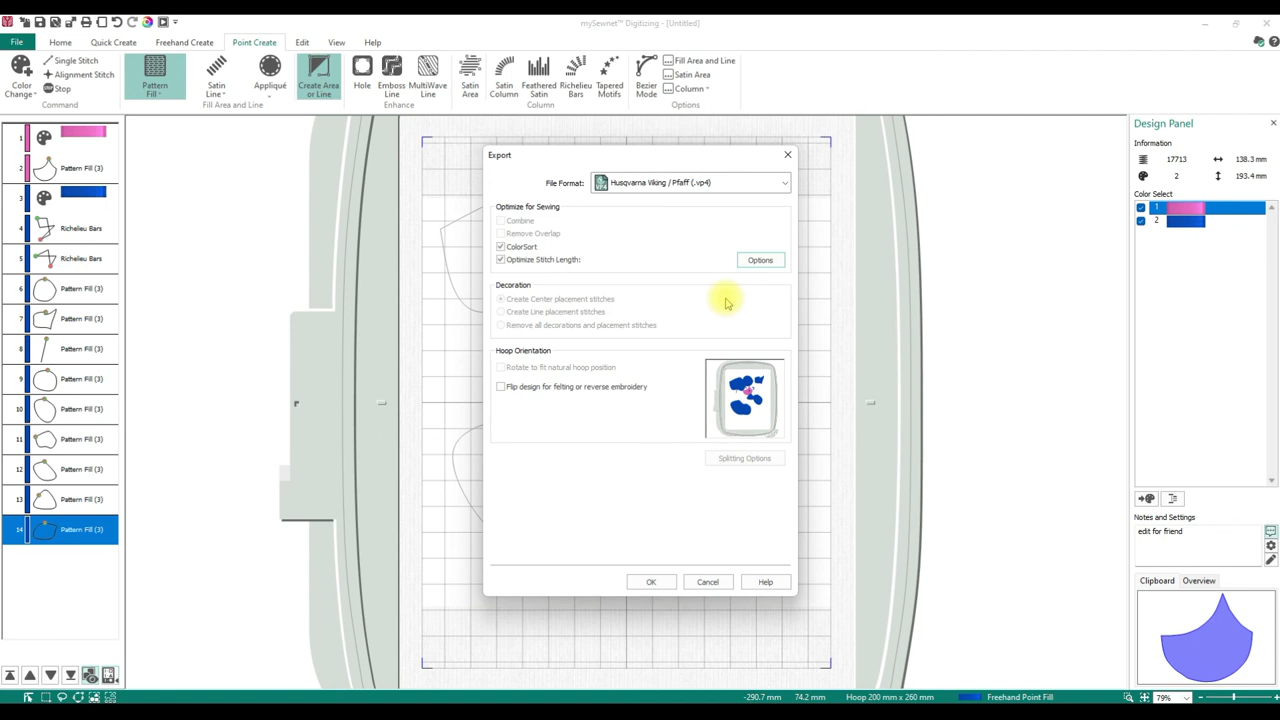 mySewnet™ Digitizing - [Untitled]
File Home Quick Create Freehand Create Point Create Edit View Help
Color Change
Single Stitch
Alignment Stitch
Stop
Command
Pattern Fill
Satin Line
Appliqué
Create Area or Line
Fill Area and Line
Hole
Emboss Line
MultiWave Line
Enhance
Satin Area
Satin Column
Feathered Satin
Richelieu Bars
Tapered Motifs
Column
Bezier Mode
Fill Area and Line
Satin Area
Column
Options
1
2 Pattern Fill (3)
3
4 Richelieu Bars
5 Richelieu Bars
6 Pattern Fill (3)
7 Pattern Fill (3)
8 Pattern Fill (3)
9 Pattern Fill (3)
10 Pattern Fill (3)
11 Pattern Fill (3)
12 Pattern Fill (3)
13 Pattern Fill (3)
14 Pattern Fill (3)
Export
File Format: Husqvarna Viking / Pfaff (.vp4)
Optimize for Sewing
Combine
Remove Overlap
ColorSort
Optimize Stitch Length:
Options
Decoration
Create Center placement stitches
Create Line placement stitches
Remove all decorations and placement stitches
Hoop Orientation
Rotate to fit natural hoop position
Flip design for felting or reverse embroidery
Splitting Options
OK Cancel Help
Design Panel
Information
17713 138.3 mm
2 193.4 mm
Color Select
1
2
Notes and Settings
edit for friend
Clipboard Overview
-290.7 mm 74.2 mm Hoop 200 mm x 260 mm Freehand Point Fill 79%